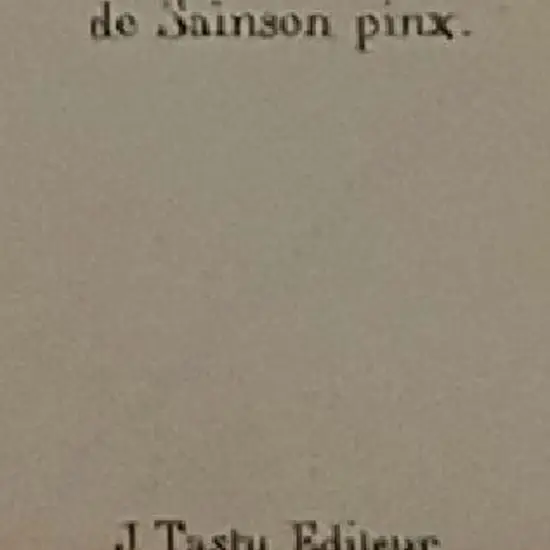 de Sainson pinx.
J Tastu Editeur